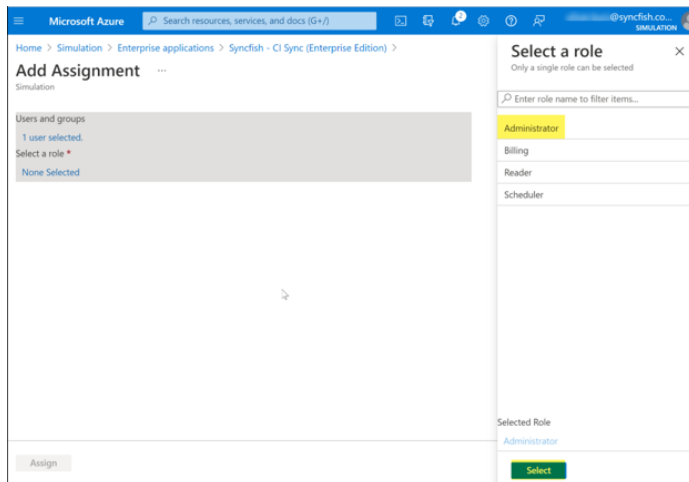 Microsoft Azure
Search resources, services, and docs (G+/)
2
@syncfish.co...
SIMULATION
Home > Simulation > Enterprise applications > Syncfish - CI Sync (Enterprise Edition) >
Add Assignment ...
Simulation
Users and groups
1 user selected.
Select a role *
None Selected
Assign
Select a role
Only a single role can be selected
Enter role name to filter items...
Administrator
Billing
Reader
Scheduler
Selected Role
Administrator
Select